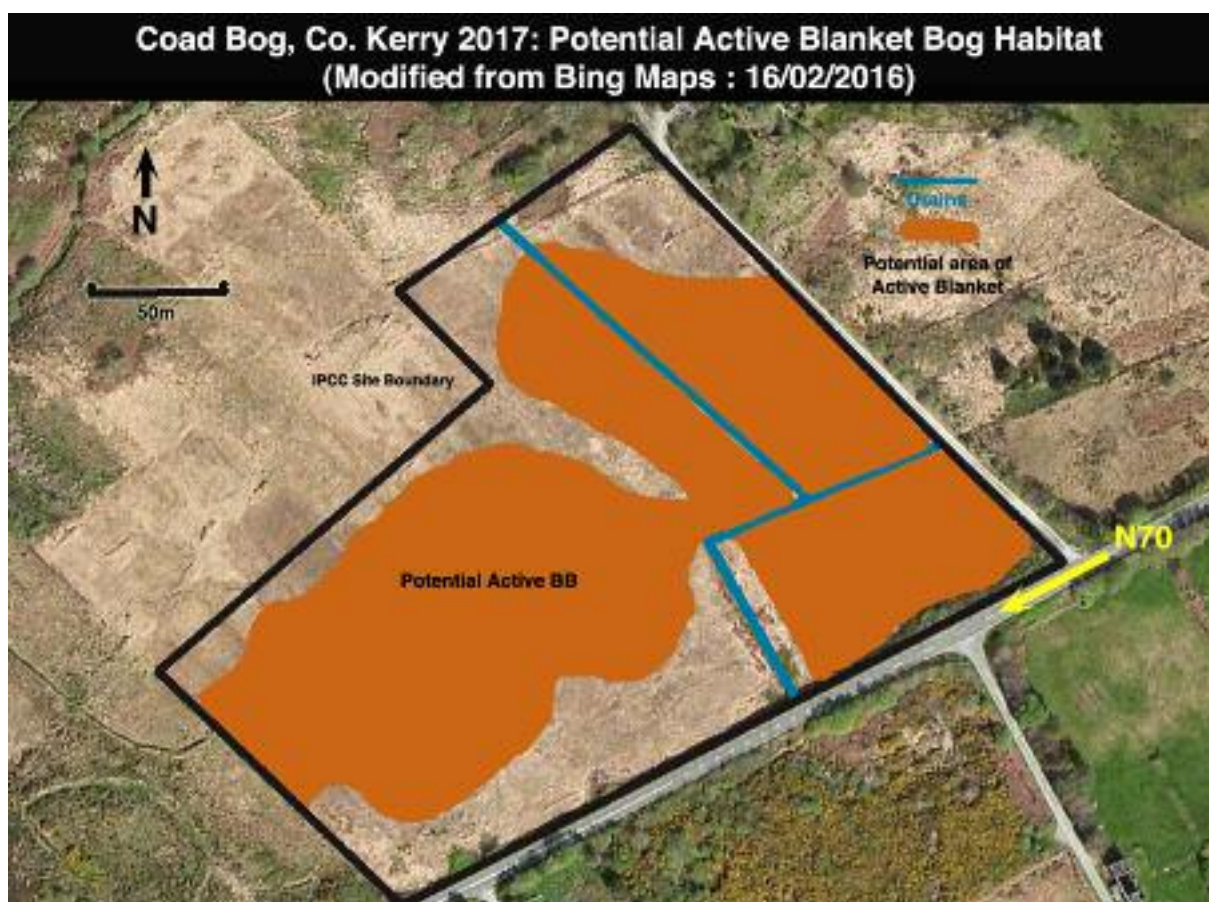 Coad Bog, Co. Kerry 2017: Potential Active Blanket Bog Habitat
(Modified from Bing Maps : 16/02/2016)
N
50m
Drains
Potential area of
Active Blanket
IPCC Site Boundary
N70
Potential Active BB